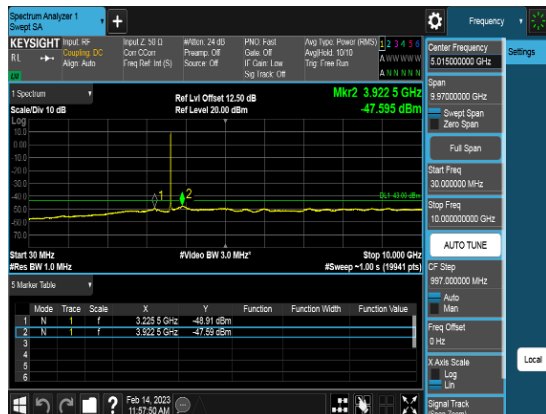 Spectrum Analyzer 1
Swept SA
+
Frequency
KEYSIGHT
RL
Input: RF
Coupling: DC
Align: Auto
Input Z: 50 Ω
Corr CCorr
Freq Ref: Int (S)
#Atten: 24 dB
Preamp: Off
Source: Off
PNO: Fast
Gate: Off
IF Gain: Low
Sig Track: Off
Avg Type: Power (RMS)
Avg|Hold: 10/10
Trig: Free Run
1 2 3 4 5 6
A W W W W W
A N N N N N
1 Spectrum
Scale/Div 10 dB
Log
Ref Lvl Offset 12.50 dB
Ref Level 20.00 dBm
Mkr2 3.922 5 GHz
-47.595 dBm
10.0
0.00
-10.0
-20.0
-30.0
-40.0
-50.0
-60.0
-70.0
1
2
DL1 -43.00 dBm
Start 30 MHz
#Res BW 1.0 MHz
#Video BW 3.0 MHz*
Stop 10.000 GHz
#Sweep ~1.00 s (19941 pts)
5 Marker Table
Mode Trace Scale X Y Function Function Width Function Value
1 N 1 f 3.225 5 GHz -48.91 dBm
2 N 1 f 3.922 5 GHz -47.59 dBm
3
4
5
6
Feb 14, 2023
11:57:50 AM
Center Frequency
5.015000000 GHz
Settings
Span
9.97000000 GHz
Swept Span
Zero Span
Full Span
Start Freq
30.000000 MHz
Stop Freq
10.000000000 GHz
AUTO TUNE
CF Step
997.000000 MHz
Auto
Man
Freq Offset
0 Hz
X Axis Scale
Log
Lin
Local
Signal Track
(Span Zoom)